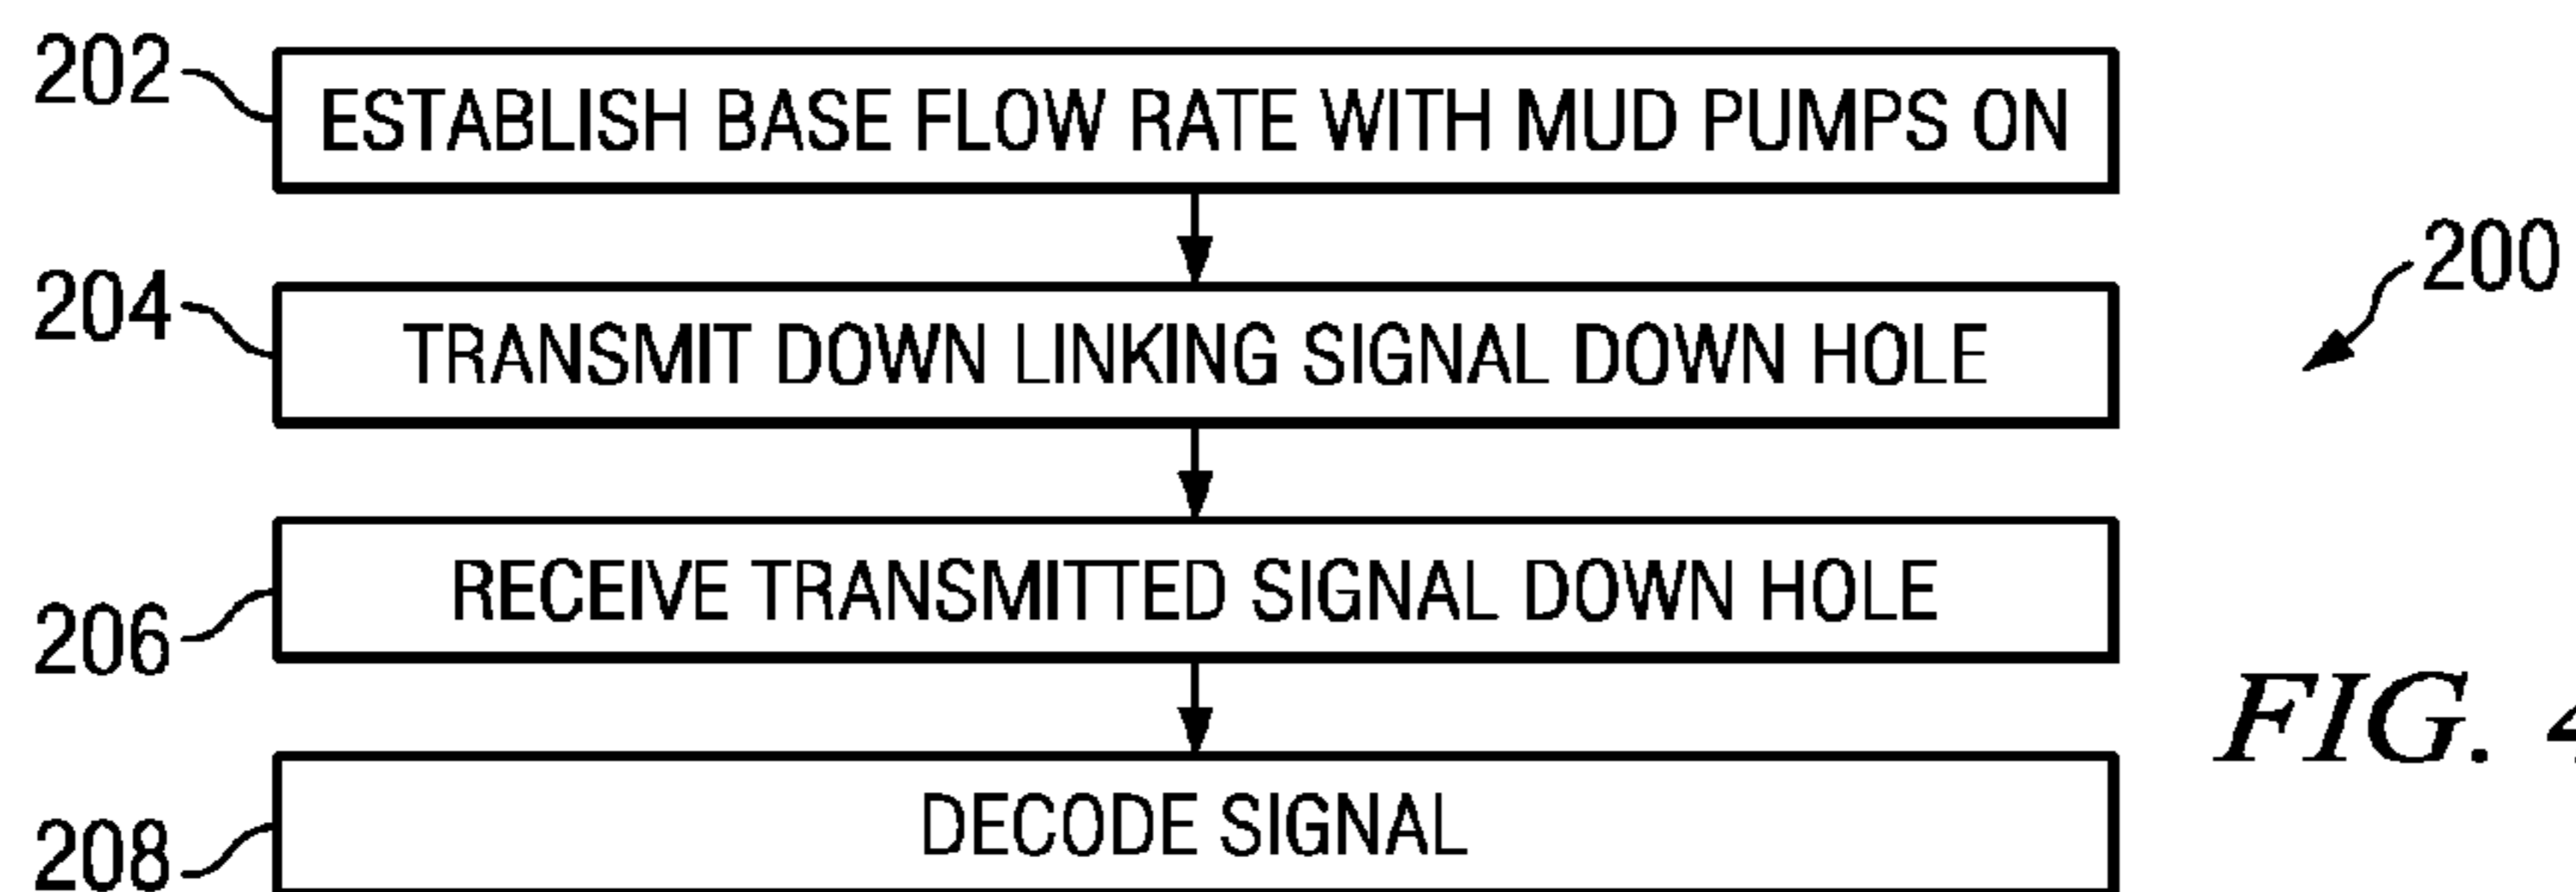 202
ESTABLISH BASE FLOW RATE WITH MUD PUMPS ON
204
TRANSMIT DOWN LINKING SIGNAL DOWN HOLE
200
206
RECEIVE TRANSMITTED SIGNAL DOWN HOLE
FIG. 4
208
DECODE SIGNAL